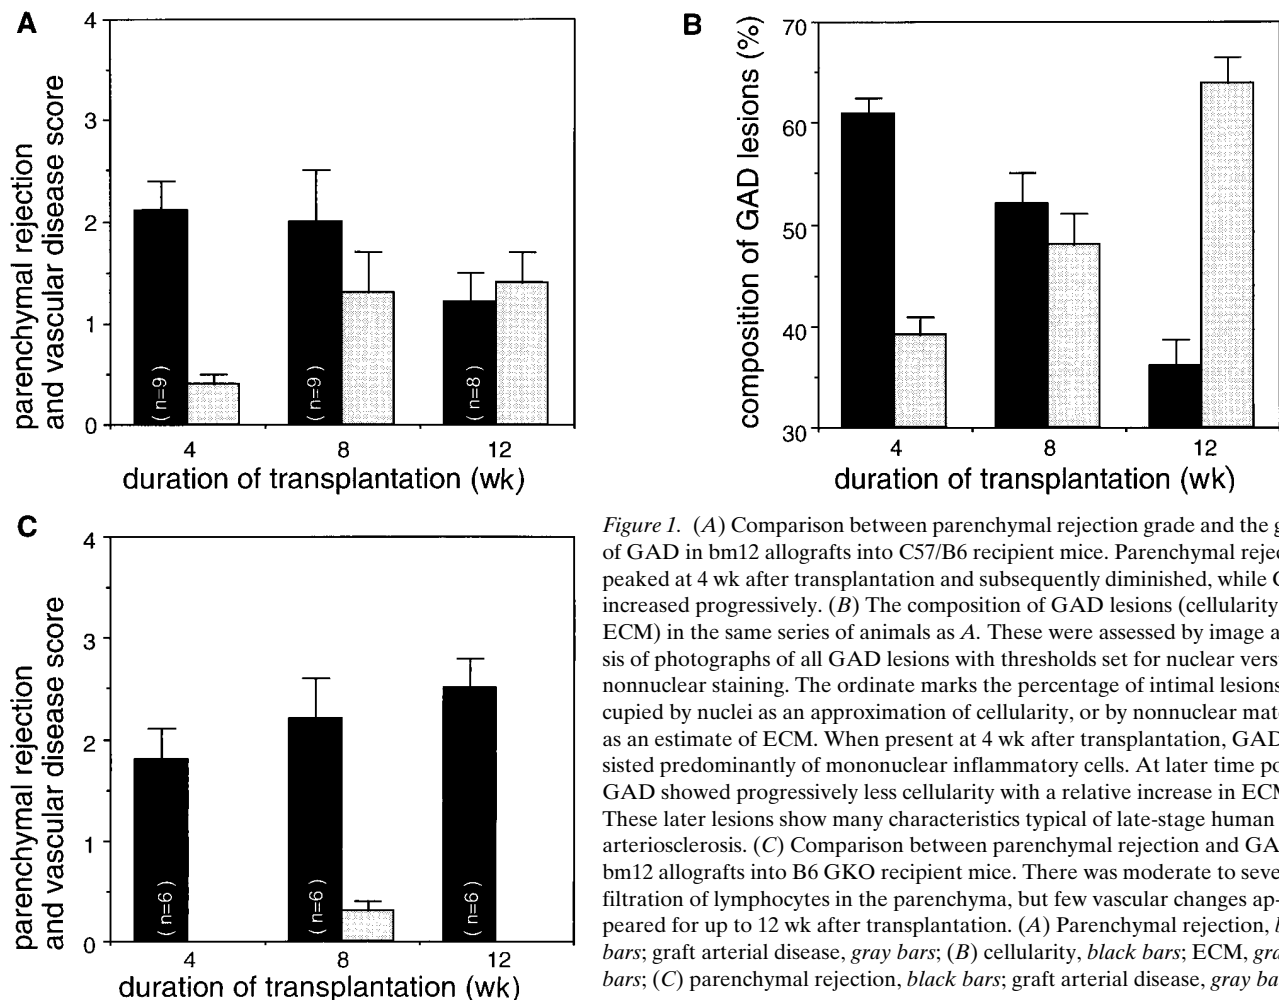 A
parenchymal rejection
and vascular disease score
4
3
2
1
0
(n=9)
(n=9)
(n=8)
4
8
12
duration of transplantation (wk)
B
composition of GAD lesions (%)
70
60
50
40
30
4
8
12
duration of transplantation (wk)
C
parenchymal rejection
and vascular disease score
4
3
2
1
0
(n=6)
(n=6)
(n=6)
4
8
12
duration of transplantation (wk)
Figure 1. (A) Comparison between parenchymal rejection grade and the
of GAD in bm12 allografts into C57/B6 recipient mice. Parenchymal
peaked at 4 wk after transplantation and subsequently diminished, while
increased progressively. (B) The composition of GAD lesions (cellularity
ECM) in the same series of animals as A. These were assessed by image
sis of photographs of all GAD lesions with thresholds set for nuclear
nonnuclear staining. The ordinate marks the percentage of intimal lesions
cupied by nuclei as an approximation of cellularity, or by nonnuclear
as an estimate of ECM. When present at 4 wk after transplantation, GAD
sisted predominantly of mononuclear inflammatory cells. At later time
GAD showed progressively less cellularity with a relative increase in ECM
These later lesions show many characteristics typical of late-stage human
arteriosclerosis. (C) Comparison between parenchymal rejection and
bm12 allografts into B6 GKO recipient mice. There was moderate to
filtration of lymphocytes in the parenchyma, but few vascular changes ap-
peared for up to 12 wk after transplantation. (A) Parenchymal rejection,
bars; graft arterial disease, gray bars; (B) cellularity, black bars; ECM,
bars; (C) parenchymal rejection, black bars; graft arterial disease, gray